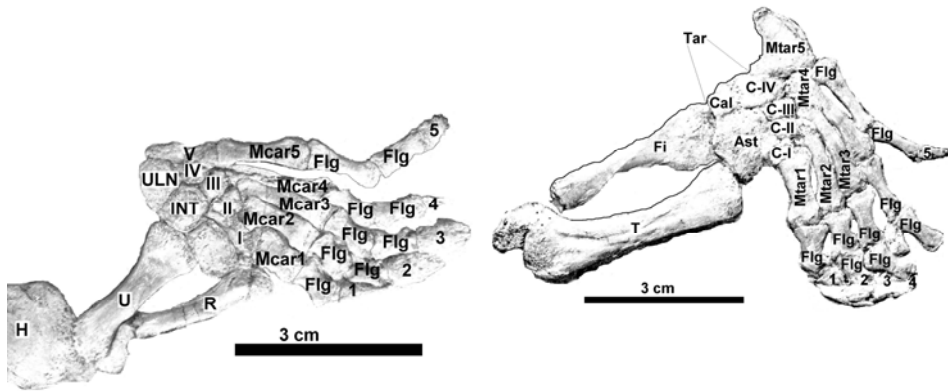 5
V
Mcar5
Flg
Flg
IV
ULN
III
Mcar4
INT
II
Mcar3
Flg
Flg
4
Mcar2
3
I
Flg
Flg
Mcar1
Flg
2
Flg
1
U
R
H
3 cm
Tar
Mtar5
Flg
C-IV
Mtar4
Cal
C-III
C-II
Flg
Fi
Ast
C-I
5
Mtar3
Mtar2
Mtar1
Flg
Flg
T
Flg
Flg
Flg
Flg
1
2
3
4
3 cm